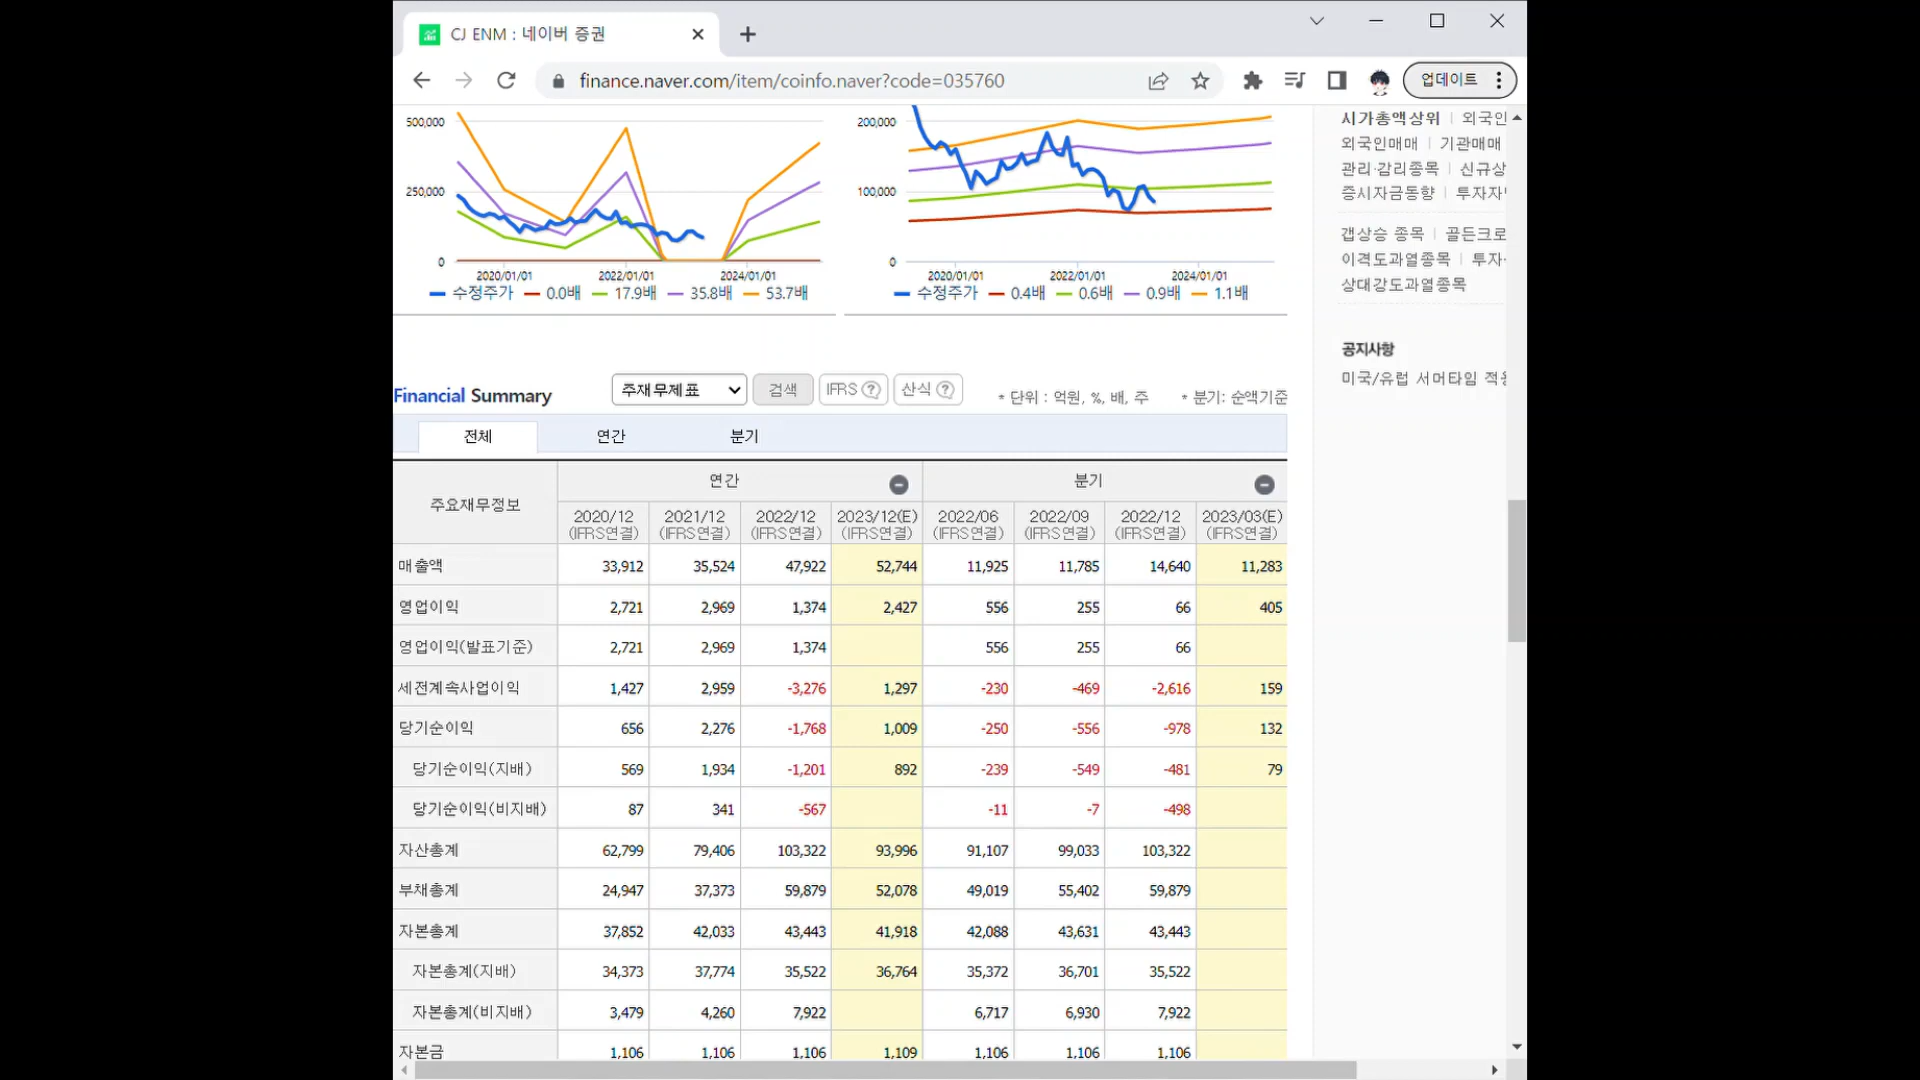 CJ ENM : 네이버 증권
finance.naver.com/item/coinfo.naver?code=035760
업데이트
500,000
250,000
0
2020/01/01 2022/01/01 2024/01/01
수정주가 0.0배 17.9배 35.8배 53.7배
200,000
100,000
0
2020/01/01 2022/01/01 2024/01/01
수정주가 0.4배 0.6배 0.9배 1.1배
시가총액상위 | 외국인
외국인매매 | 기관매매
관리·감리종목 | 신규상
증시자금동향 | 투자자
갭상승 종목 | 골든크로
이격도과열종목 | 투자
상대강도과열종목
공지사항
미국/유럽 서머타임 적용
Financial Summary
주재무제표 검색 IFRS ? 산식 ?
* 단위 : 억원, %, 배, 주 * 분기: 순액기준
전체 연간 분기
주요재무정보 연간 분기
2020/12 2021/12 2022/12 2023/12(E) 2022/06 2022/09 2022/12 2023/03(E)
(IFRS연결) (IFRS연결) (IFRS연결) (IFRS연결) (IFRS연결) (IFRS연결) (IFRS연결) (IFRS연결)
매출액 33,912 35,524 47,922 52,744 11,925 11,785 14,640 11,283
영업이익 2,721 2,969 1,374 2,427 556 255 66 405
영업이익(발표기준) 2,721 2,969 1,374 556 255 66
세전계속사업이익 1,427 2,959 -3,276 1,297 -230 -469 -2,616 159
당기순이익 656 2,276 -1,768 1,009 -250 -556 -978 132
당기순이익(지배) 569 1,934 -1,201 892 -239 -549 -481 79
당기순이익(비지배) 87 341 -567 -11 -7 -498
자산총계 62,799 79,406 103,322 93,996 91,107 99,033 103,322
부채총계 24,947 37,373 59,879 52,078 49,019 55,402 59,879
자본총계 37,852 42,033 43,443 41,918 42,088 43,631 43,443
자본총계(지배) 34,373 37,774 35,522 36,764 35,372 36,701 35,522
자본총계(비지배) 3,479 4,260 7,922 6,717 6,930 7,922
자본금 1,106 1,106 1,106 1,109 1,106 1,106 1,106